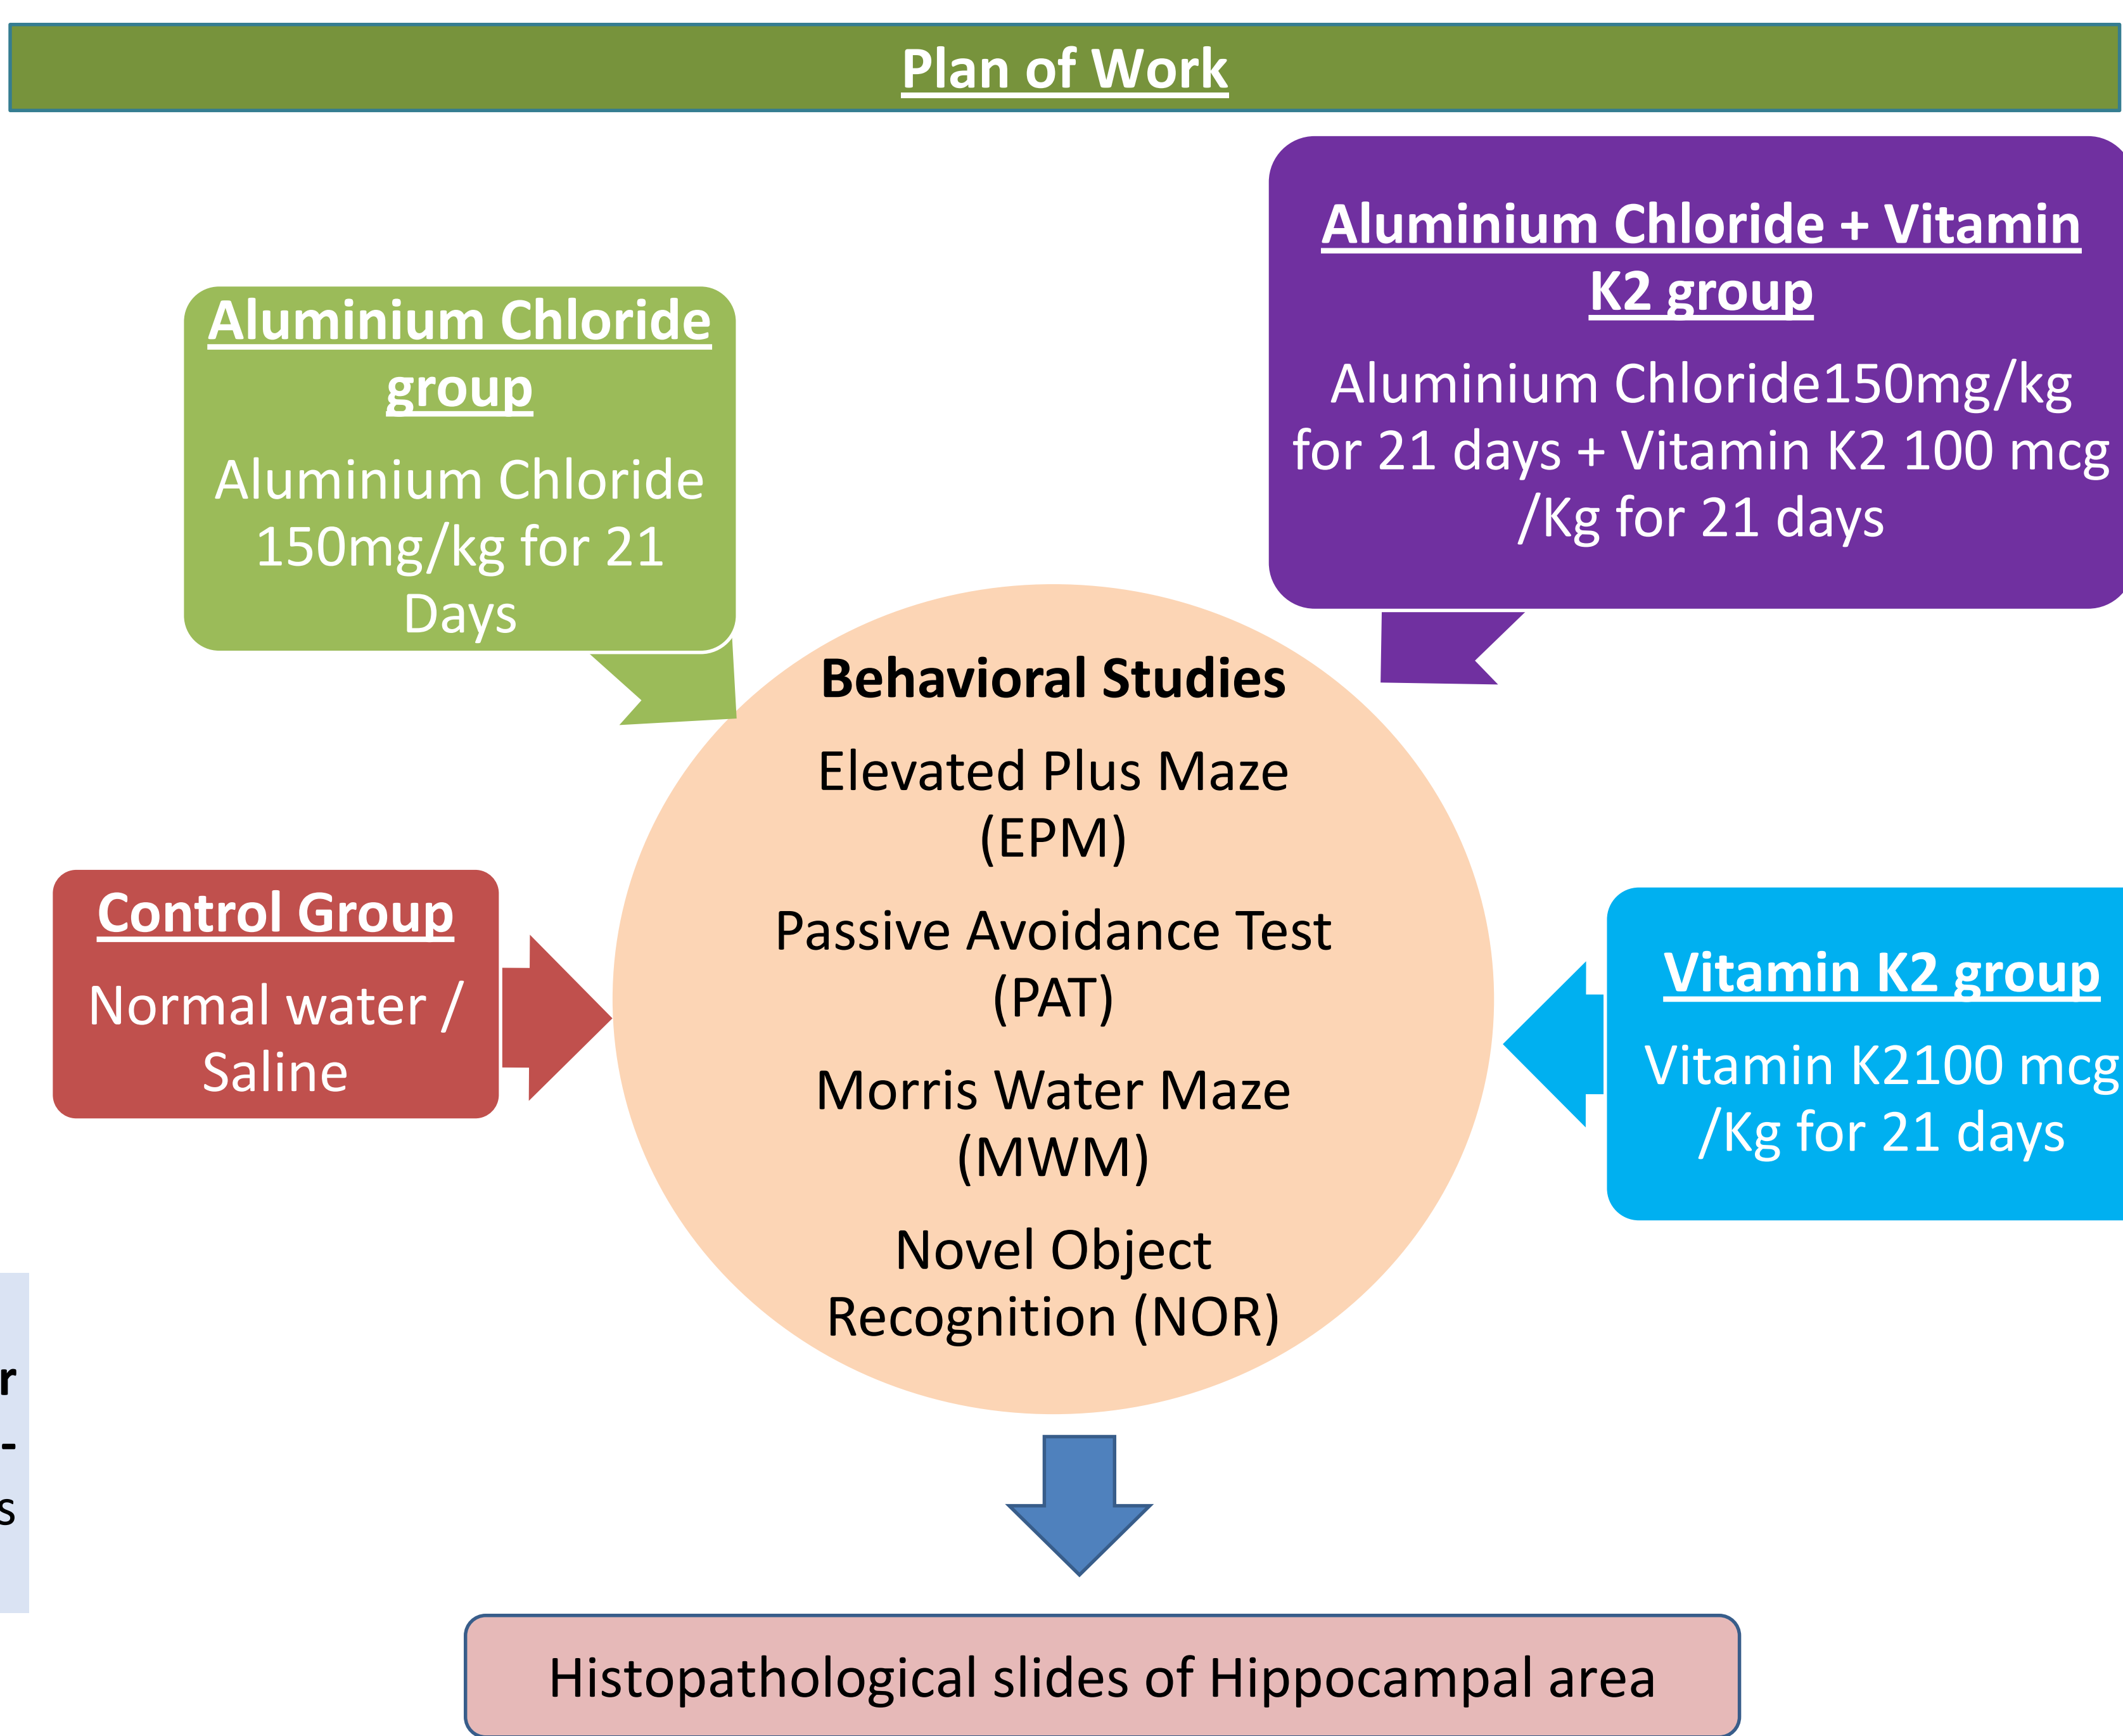 Plan of Work
Aluminium Chloride
group
Aluminium Chloride
150mg/kg for 21
Days
Aluminium Chloride + Vitamin
K2 group
Aluminium Chloride150mg/kg
for 21 days + Vitamin K2 100 mcg
/Kg for 21 days
Behavioral Studies
Elevated Plus Maze
(EPM)
Passive Avoidance Test
(PAT)
Morris Water Maze
(MWM)
Novel Object
Recognition (NOR)
Control Group
Normal water /
Saline
Vitamin K2 group
Vitamin K2100 mcg
/Kg for 21 days
r
-
s
Histopathological slides of Hippocampal area